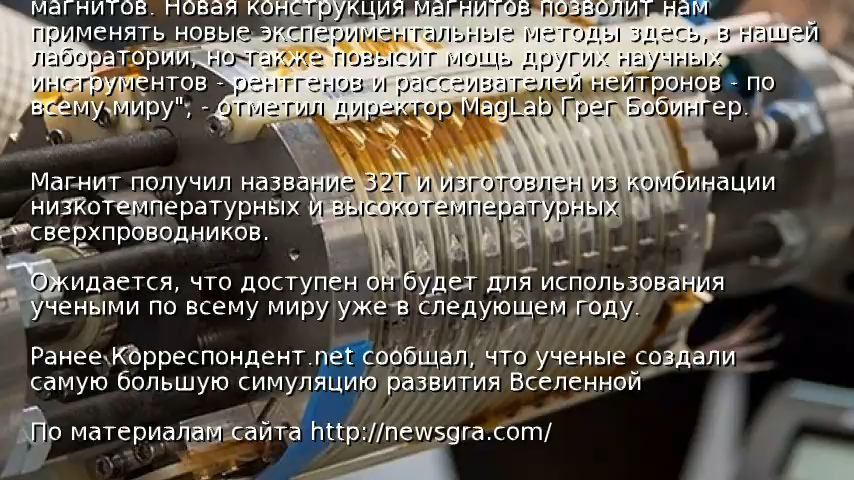 магнитов. Новая конструкция магнитов позволит нам
применять новые экспериментальные методы здесь, в нашей
лаборатории, но также повысит мощь других научных
инструментов - рентгенов и рассеивателей нейтронов - по
всему миру", - отметил директор MagLab Грег Бобингер.
Магнит получил название 32T и изготовлен из комбинации
низкотемпературных и высокотемпературных
сверхпроводников.
Ожидается, что доступен он будет для использования
учеными по всему миру уже в следующем году.
Ранее Корреспондент.net сообщал, что ученые создали
самую большую симуляцию развития Вселенной
По материалам сайта http://newsgra.com/